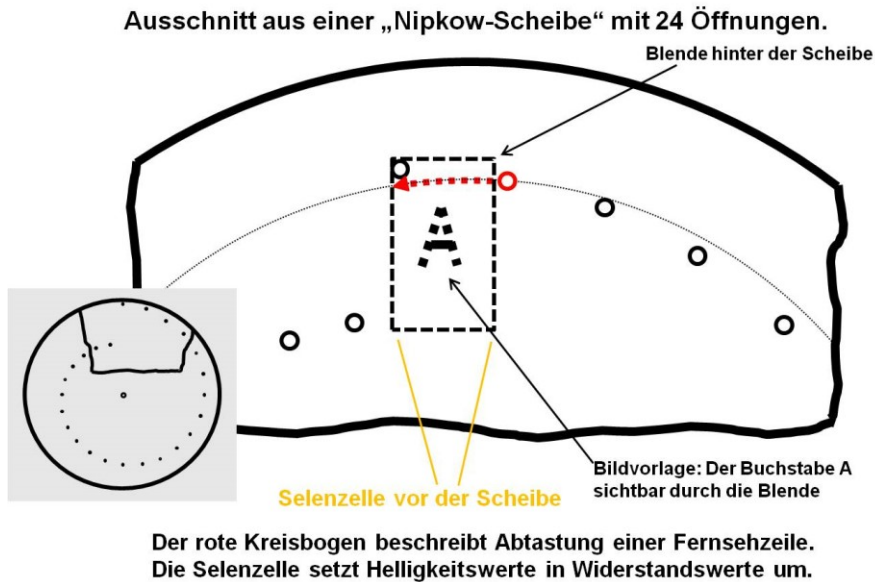 Ausschnitt aus einer „Nipkow-Scheibe“ mit 24 Öffnungen.
Blende hinter der Scheibe
A
Bildvorlage: Der Buchstabe A
sichtbar durch die Blende
Selenzelle vor der Scheibe
Der rote Kreisbogen beschreibt Abtastung einer Fernsehzeile.
Die Selenzelle setzt Helligkeitswerte in Widerstandswerte um.